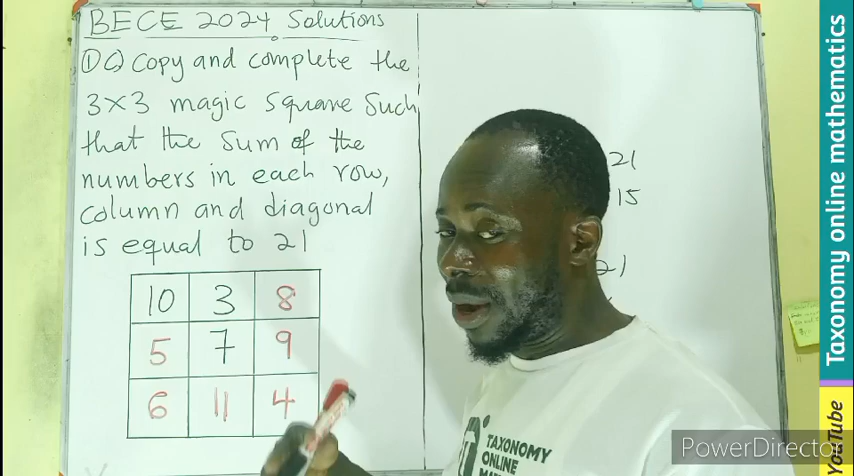 BECE 2024 Solutions
1 C) Copy and complete the
3×3 magic square such
that the sum of the
numbers in each row,
column and diagonal
is equal to 21
10 3 8
5 7 9
6 11 4
21
15
21
TAXONOMY
ONLINE
PowerDirector
Taxonomy online mathematics
YouTube